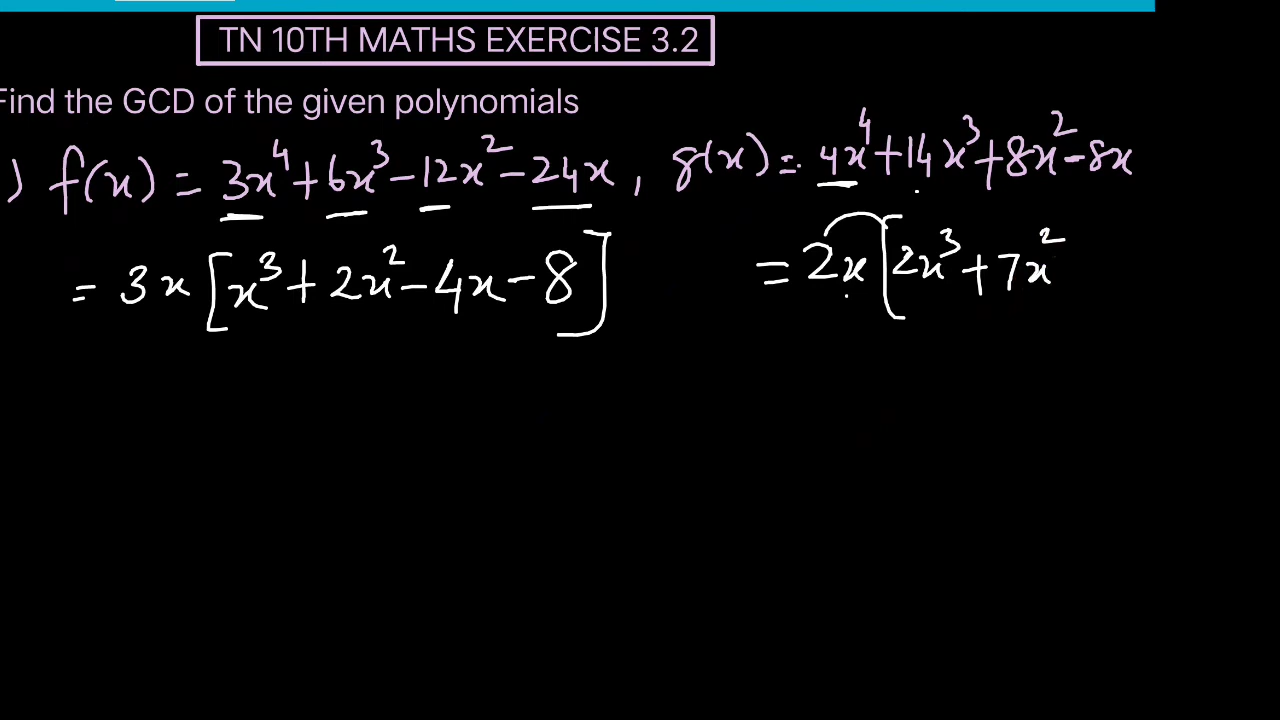 TN 10TH MATHS EXERCISE 3.2
Find the GCD of the given polynomials
) f(x) = 3x⁴+6x³-12x²-24x, g(x) = 4x⁴+14x³+8x²-8x
= 3x[x³+2x²-4x-8] = 2x[2x³+7x²